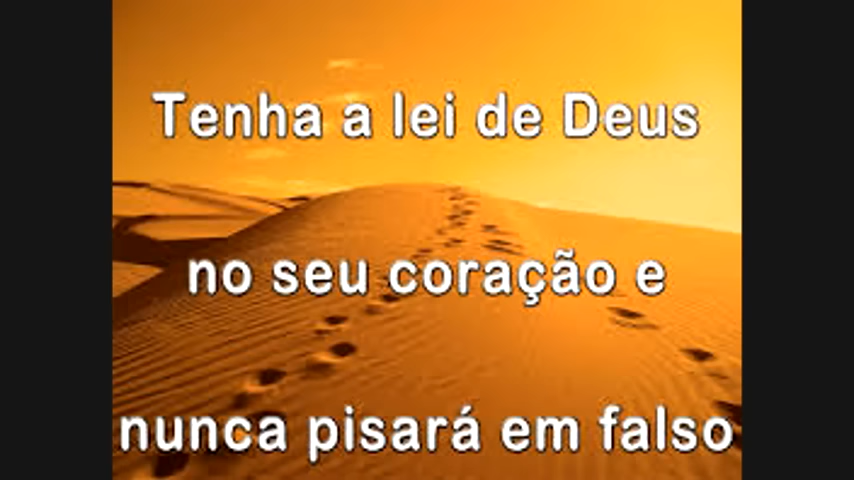 Tenha a lei de Deus
no seu coração e
nunca pisará em falso